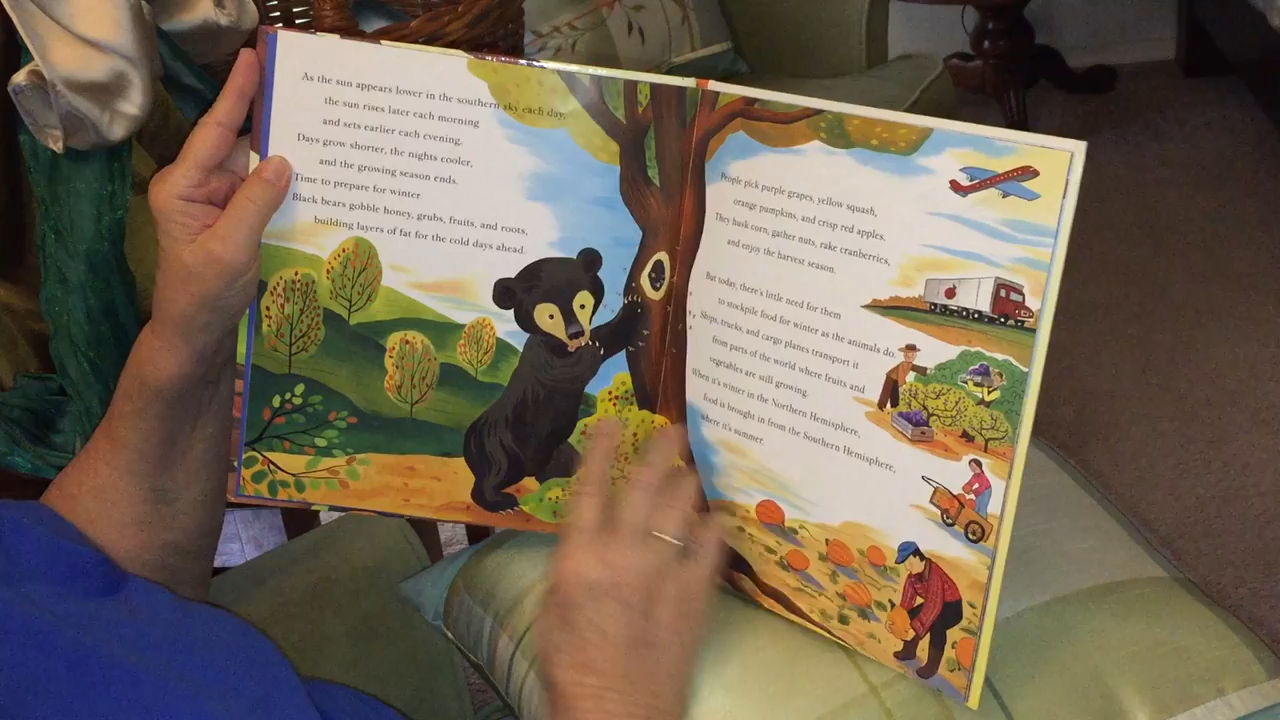 As the sun appears lower in the southern sky each day,
the sun rises later each morning
and sets earlier each evening.
Days grow shorter, the nights cooler,
and the growing season ends.
Time to prepare for winter
Black bears gobble honey, grubs, fruits, and roots,
building layers of fat for the cold days ahead.
People pick purple grapes, yellow squash,
orange pumpkins, and crisp red apples.
They husk corn, gather nuts, rake cranberries,
and enjoy the harvest season.
But today, there's little need for them
to stockpile food for winter as the animals do.
Ships, trucks, and cargo planes transport it
from parts of the world where fruits and
vegetables are still growing.
When it's winter in the Northern Hemisphere,
food is brought in from the Southern Hemisphere,
where it's summer.